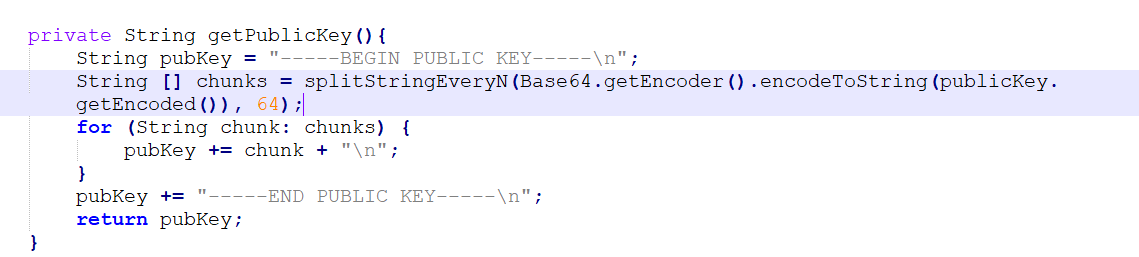 private String getPublicKey(){
    String pubKey = "-----BEGIN PUBLIC KEY-----\n";
    String [] chunks = splitStringEveryN(Base64.getEncoder().encodeToString(publicKey.
    getEncoded()), 64);
    for (String chunk: chunks) {
        pubKey += chunk + "\n";
    }
    pubKey += "-----END PUBLIC KEY-----\n";
    return pubKey;
}